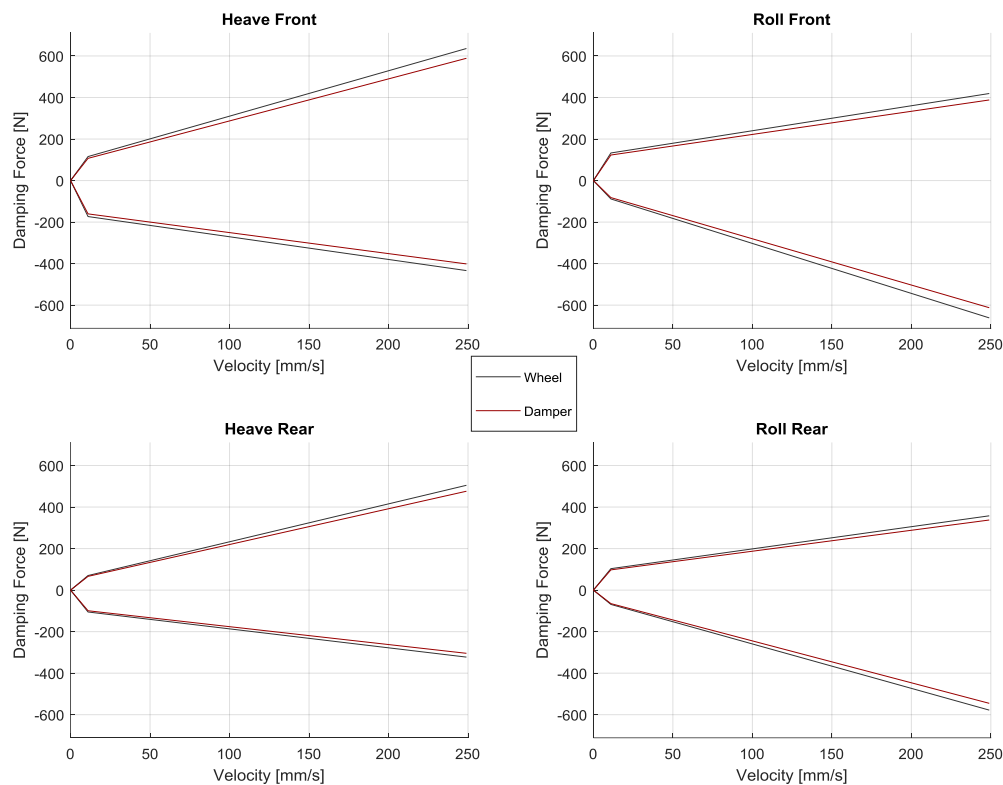 Heave Front
Damping Force [N]
600
400
200
0
-200
-400
-600
0 50 100 150 200 250
Velocity [mm/s]
Roll Front
Damping Force [N]
600
400
200
0
-200
-400
-600
0 50 100 150 200 250
Velocity [mm/s]
Wheel
Damper
Heave Rear
Damping Force [N]
600
400
200
0
-200
-400
-600
0 50 100 150 200 250
Velocity [mm/s]
Roll Rear
Damping Force [N]
600
400
200
0
-200
-400
-600
0 50 100 150 200 250
Velocity [mm/s]